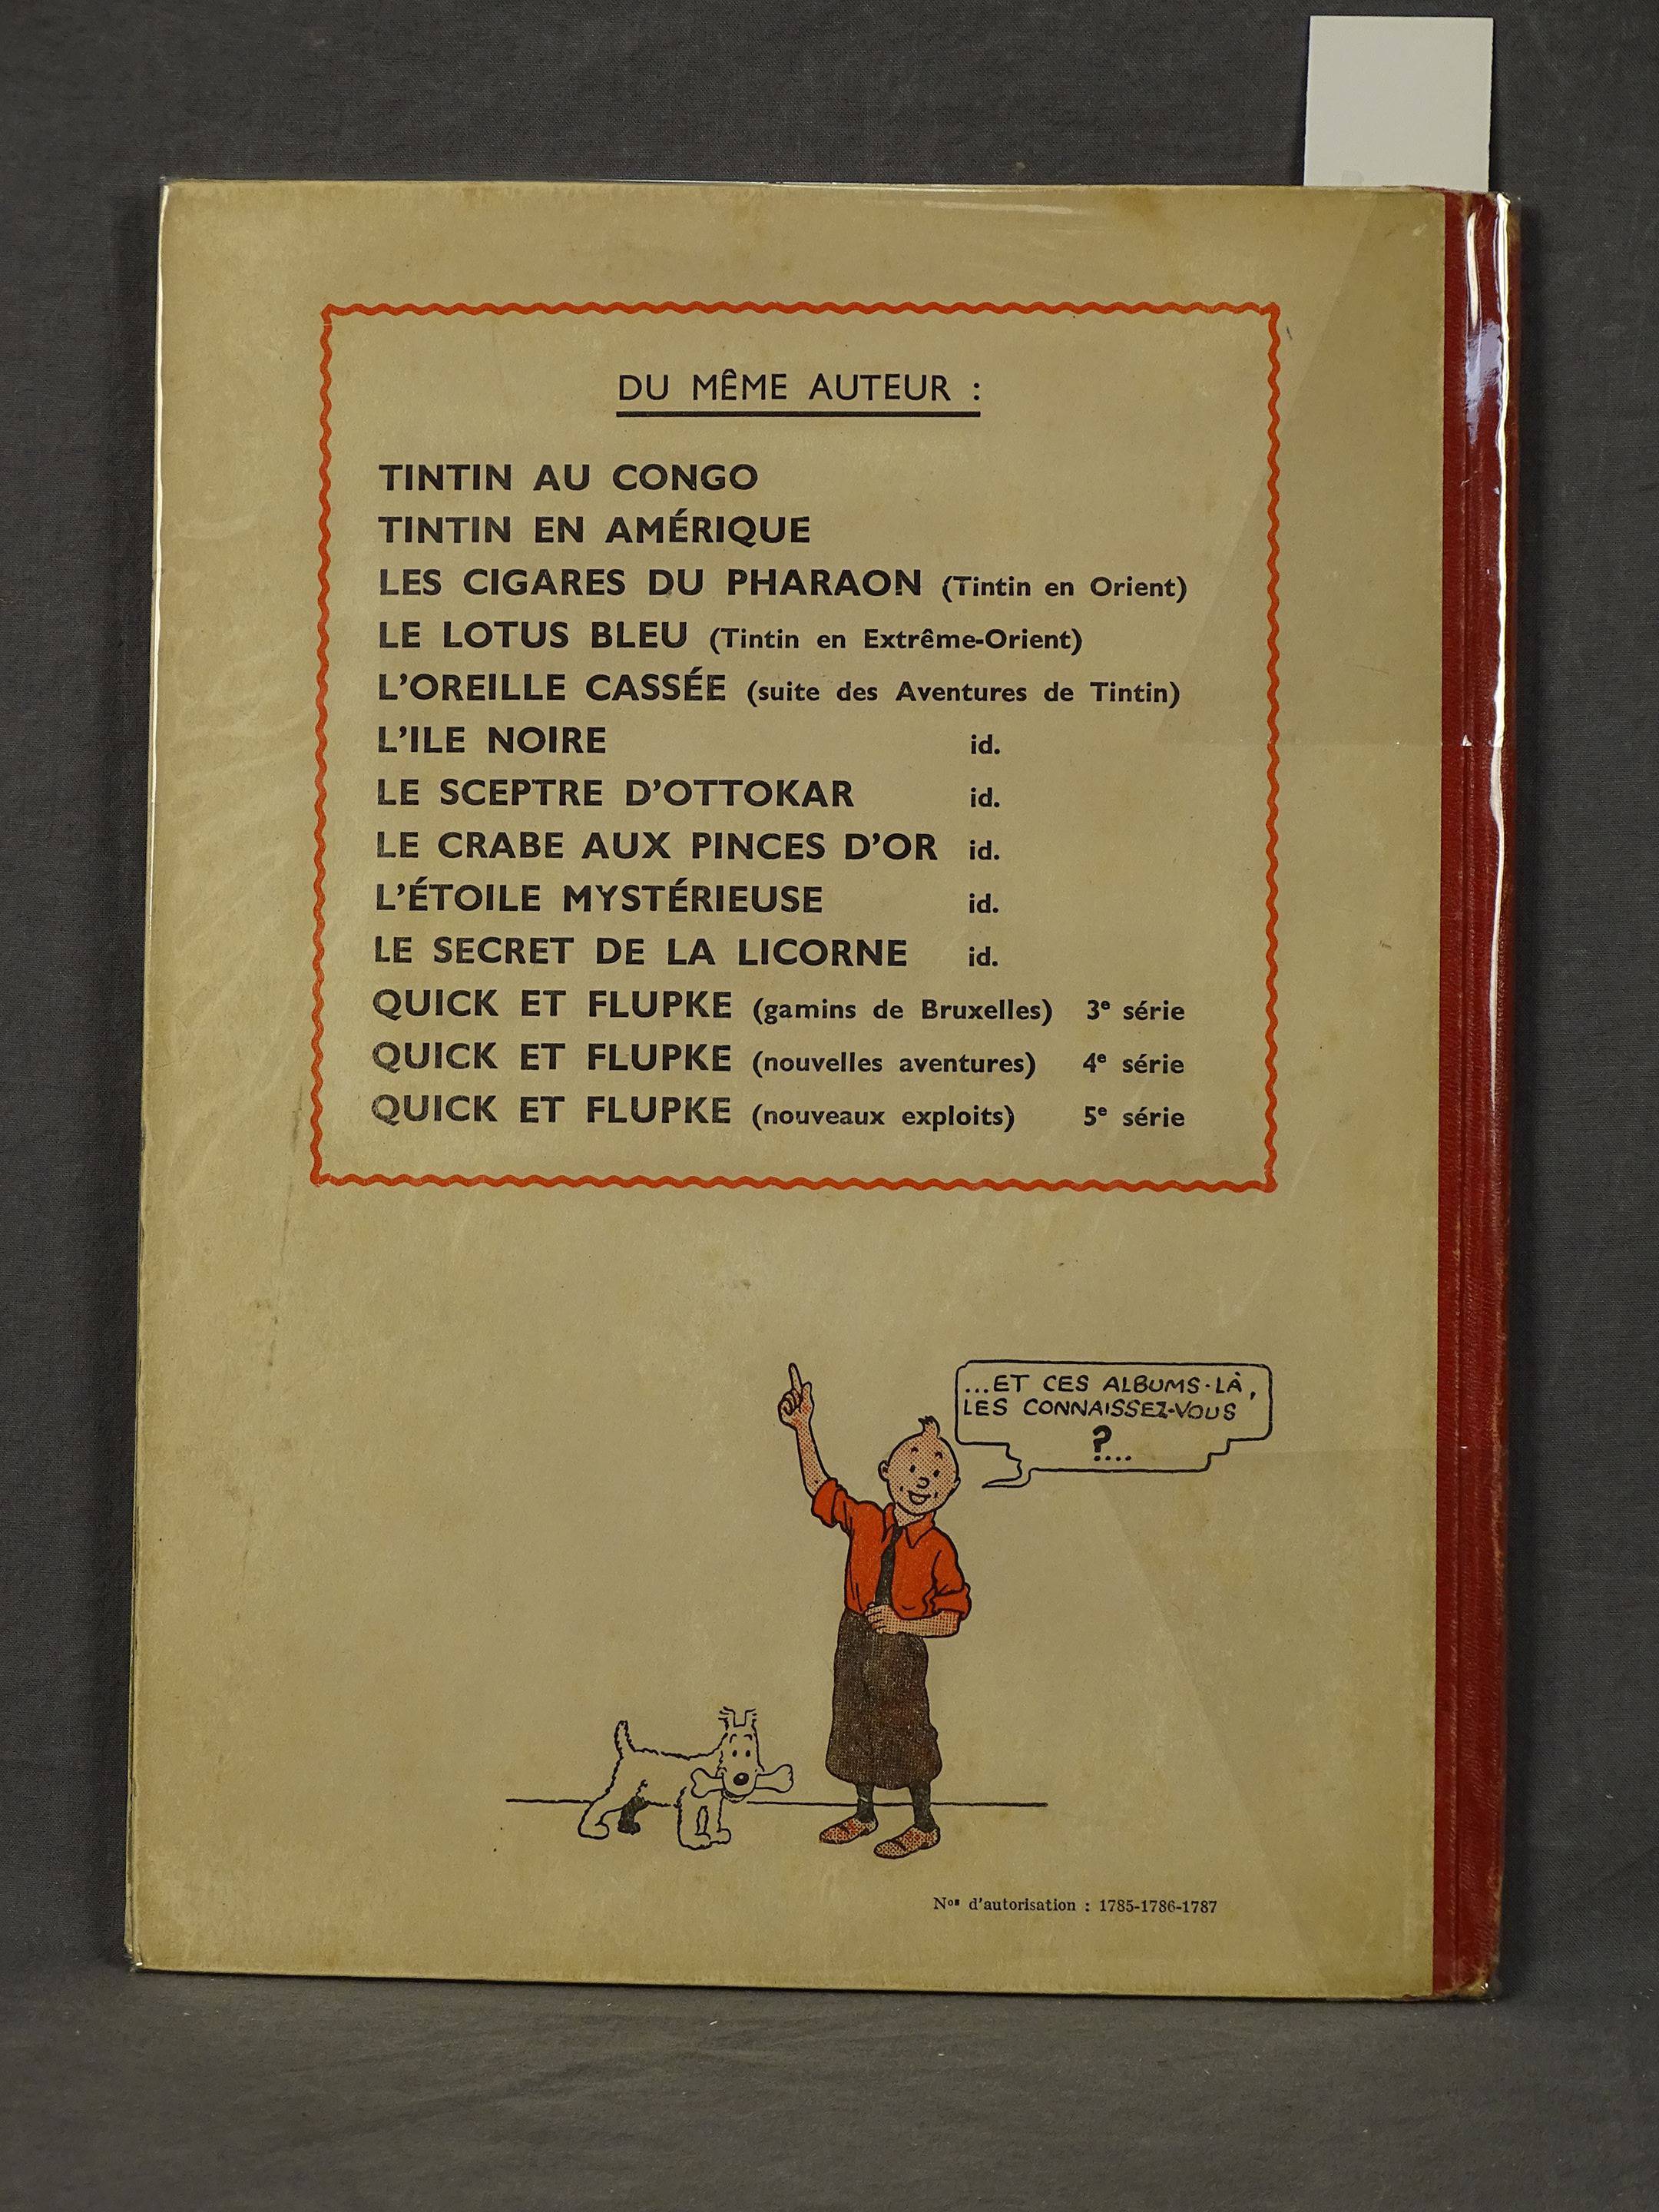 DU MÊME AUTEUR :
TINTIN AU CONGO
TINTIN EN AMÉRIQUE
LES CIGARES DU PHARAON (Tintin en Orient)
LE LOTUS BLEU (Tintin en Extrême-Orient)
L'OREILLE CASSÉE (suite des Aventures de Tintin)
L'ILE NOIRE id.
LE SCEPTRE D'OTTOKAR id.
LE CRABE AUX PINCES D'OR id.
L'ÉTOILE MYSTÉRIEUSE id.
LE SECRET DE LA LICORNE id.
QUICK ET FLUPKE (gamins de Bruxelles) 3e série
QUICK ET FLUPKE (nouvelles aventures) 4e série
QUICK ET FLUPKE (nouveaux exploits) 5e série
...ET CES ALBUMS-LÀ,
LES CONNAISSEZ-VOUS
?...
Nos d'autorisation : 1785-1786-1787